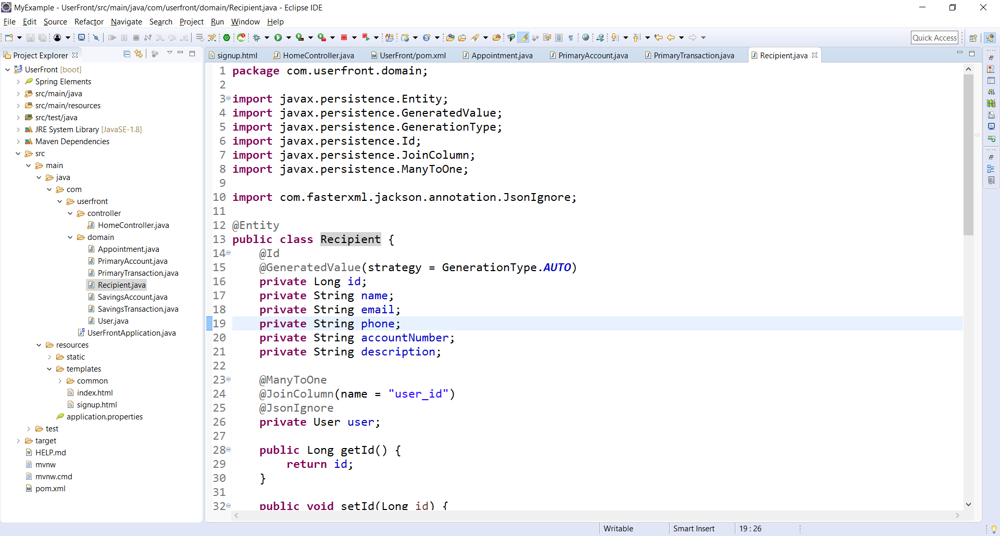 MyExample - UserFront/src/main/java/com/userfront/domain/Recipient.java - Eclipse IDE
File Edit Source Refactor Navigate Search Project Run Window Help
Quick Access
Project Explorer
signup.html HomeController.java UserFront/pom.xml Appointment.java PrimaryAccount.java PrimaryTransaction.java Recipient.java
UserFront [boot]
Spring Elements
src/main/java
src/main/resources
src/test/java
JRE System Library [JavaSE-1.8]
Maven Dependencies
src
main
java
com
userfront
controller
HomeController.java
domain
Appointment.java
PrimaryAccount.java
PrimaryTransaction.java
Recipient.java
SavingsAccount.java
SavingsTransaction.java
User.java
UserFrontApplication.java
resources
static
templates
common
index.html
signup.html
application.properties
test
target
HELP.md
mvnw
mvnw.cmd
pom.xml
1 package com.userfront.domain;
2
3 import javax.persistence.Entity;
4 import javax.persistence.GeneratedValue;
5 import javax.persistence.GenerationType;
6 import javax.persistence.Id;
7 import javax.persistence.JoinColumn;
8 import javax.persistence.ManyToOne;
9
10 import com.fasterxml.jackson.annotation.JsonIgnore;
11
12 @Entity
13 public class Recipient {
14 @Id
15 @GeneratedValue(strategy = GenerationType.AUTO)
16 private Long id;
17 private String name;
18 private String email;
19 private String phone;
20 private String accountNumber;
21 private String description;
22
23 @ManyToOne
24 @JoinColumn(name = "user_id")
25 @JsonIgnore
26 private User user;
27
28 public Long getId() {
29 return id;
30 }
31
32 public void setId(Long id) {
Writable Smart Insert 19 : 26